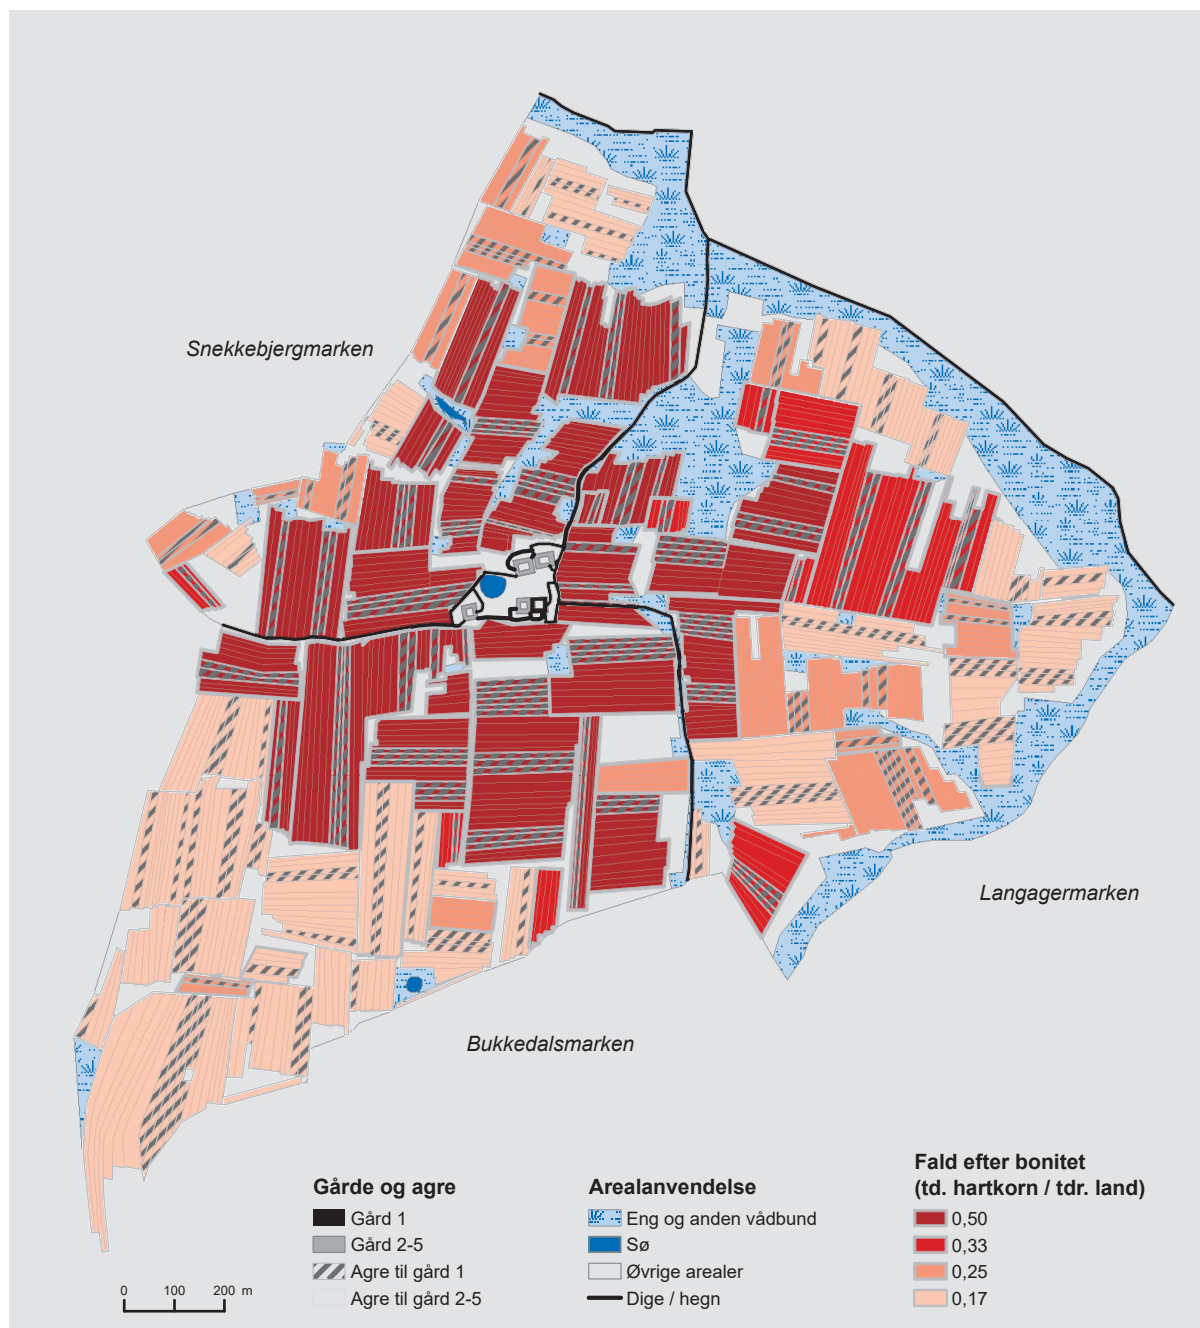 Snekkebjergmarken
Langagermarken
Bukkedalsmarken
Gårde og agre
Gård 1
Gård 2-5
Agre til gård 1
Agre til gård 2-5
Arealanvendelse
Eng og anden vådbund
Sø
Øvrige arealer
Dige / hegn
Fald efter bonitet
(td. hartkorn / tdr. land)
0,50
0,33
0,25
0,17
0 100 200 m